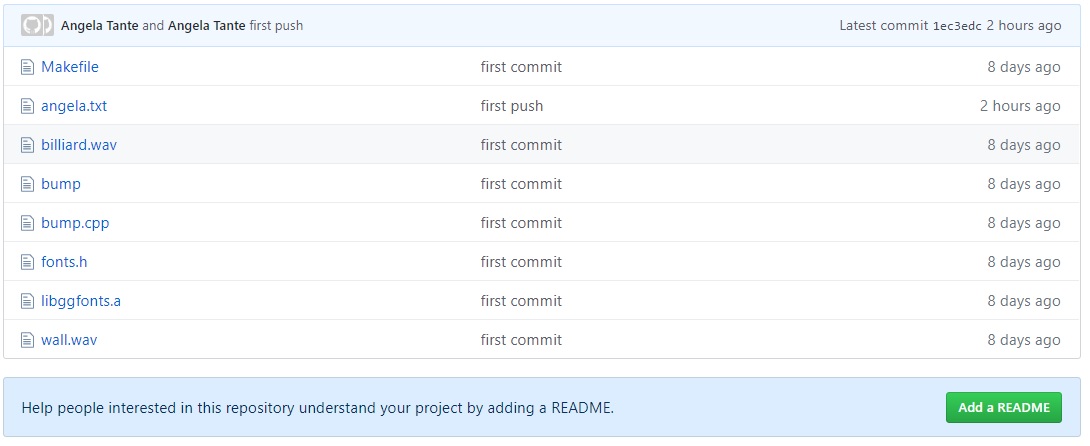 Angela Tante and Angela Tante first push Latest commit 1ec3edc 2 hours ago
Makefile first commit 8 days ago
angela.txt first push 2 hours ago
billiard.wav first commit 8 days ago
bump first commit 8 days ago
bump.cpp first commit 8 days ago
fonts.h first commit 8 days ago
libggfonts.a first commit 8 days ago
wall.wav first commit 8 days ago
Help people interested in this repository understand your project by adding a README. Add a README